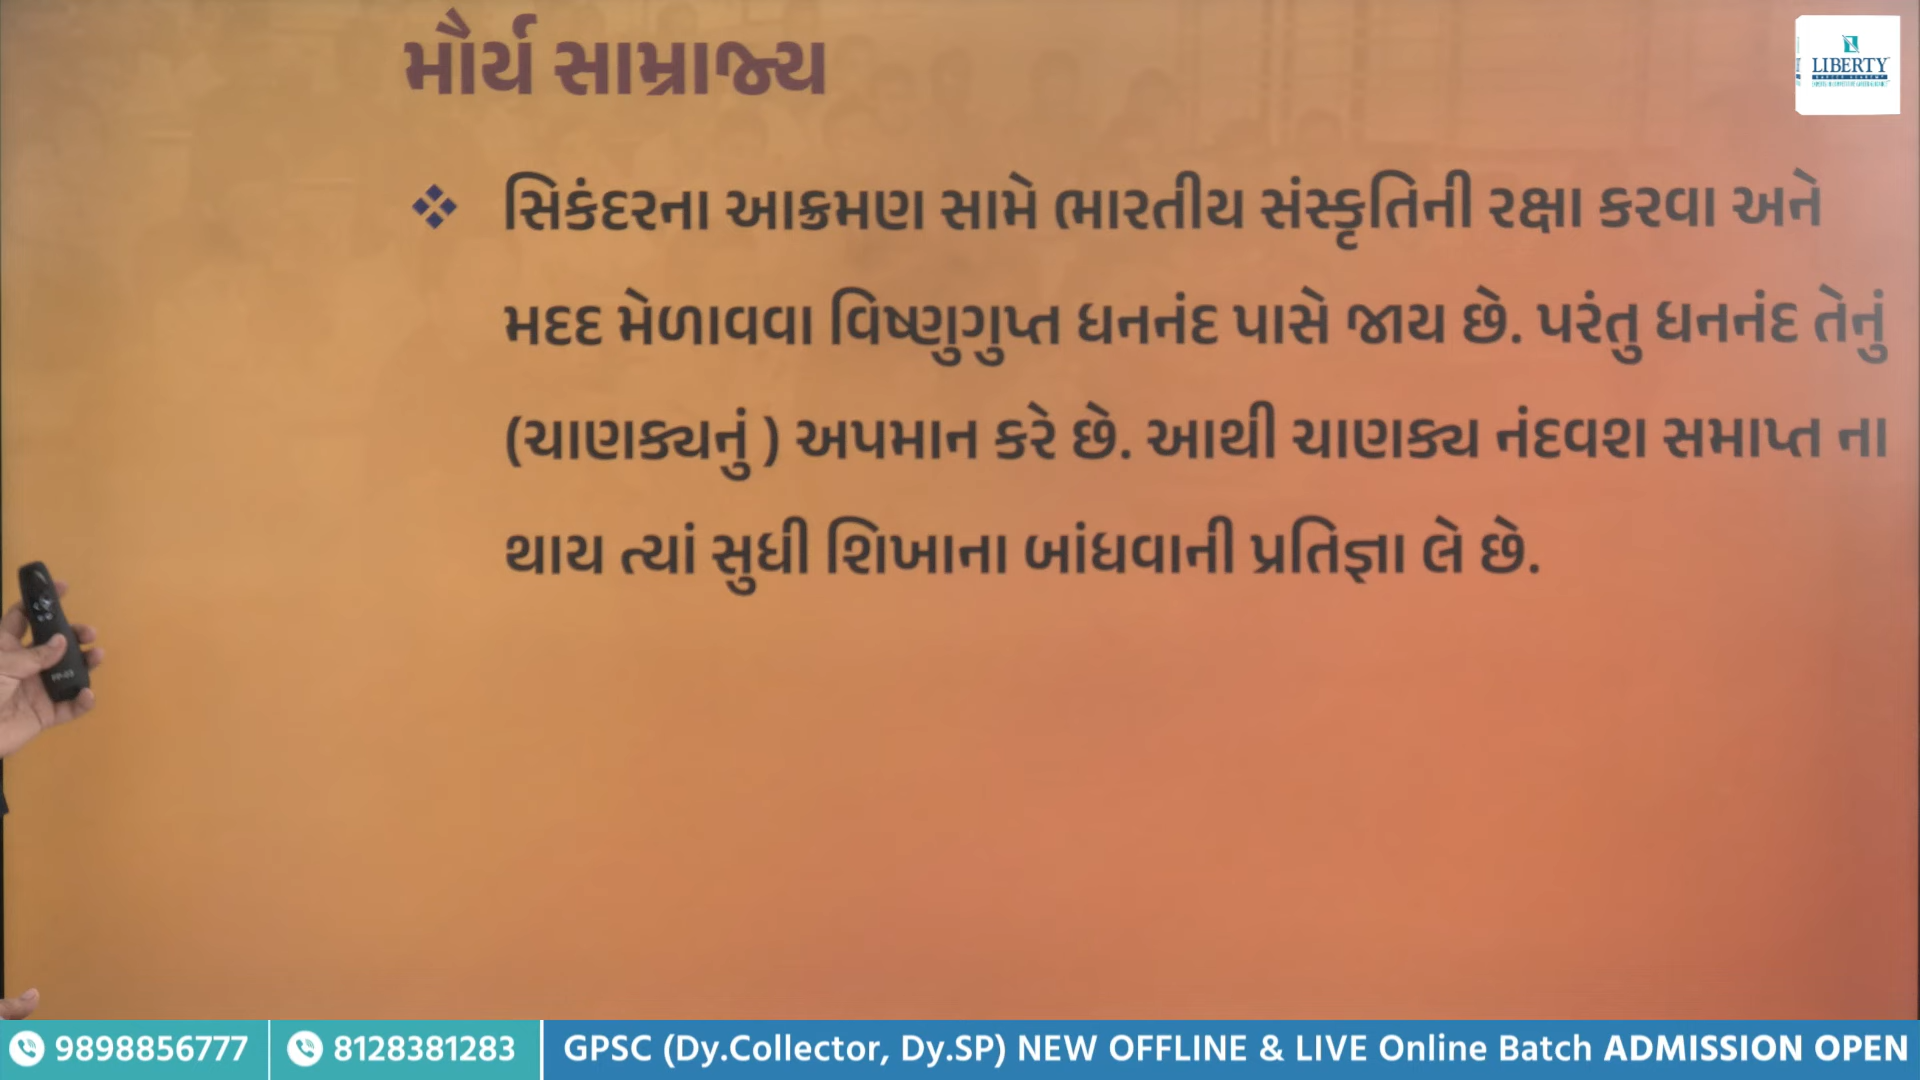 મૌર્ય સામ્રાજ્ય
LIBERTY
સિકંદરના આક્રમણ સામે ભારતીય સંસ્કૃતિની રક્ષા કરવા અને
મદદ મેળાવવા વિષ્ણુગુપ્ત ધનનંદ પાસે જાય છે. પરંતુ ધનનંદ તેનું
(ચાણક્યનું ) અપમાન કરે છે. આથી ચાણક્ય નંદવશ સમાપ્ત ના
થાય ત્યાં સુધી શિખાના બાંધવાની પ્રતિજ્ઞા લે છે.
9898856777
8128381283
GPSC (Dy.Collector, Dy.SP) NEW OFFLINE & LIVE Online Batch ADMISSION OPEN